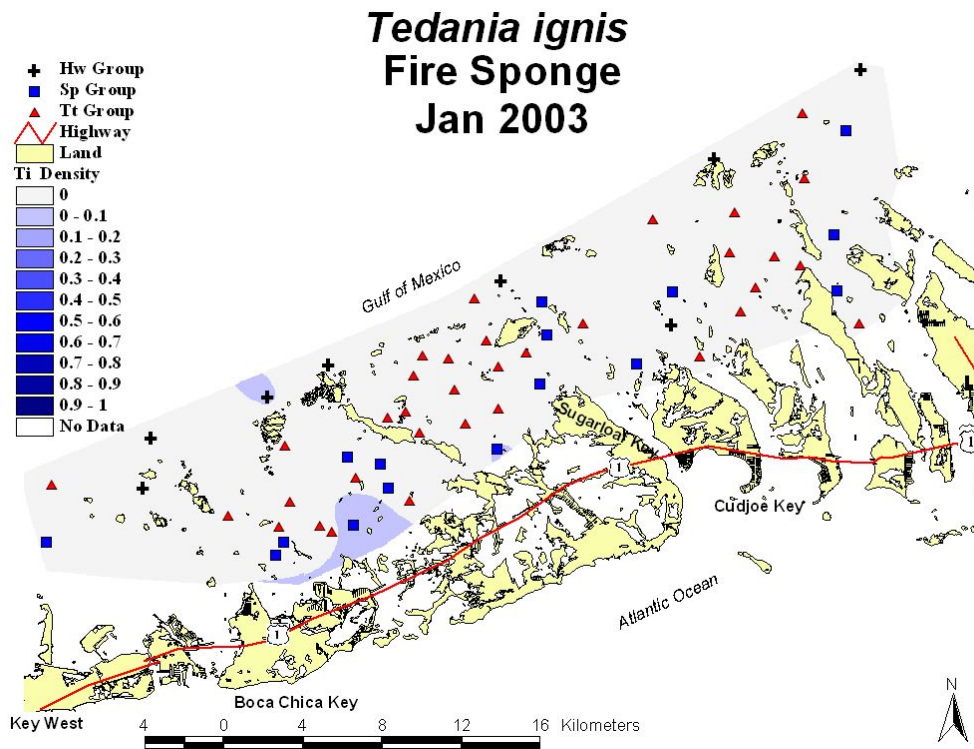 Tedania ignis
Fire Sponge
Jan 2003
Hw Group
Sp Group
Tt Group
Highway
Land
Ti Density
0
0 - 0.1
0.1 - 0.2
0.2 - 0.3
0.3 - 0.4
0.4 - 0.5
0.5 - 0.6
0.6 - 0.7
0.7 - 0.8
0.8 - 0.9
0.9 - 1
No Data
Gulf of Mexico
Sugarloaf Key
1
1
Cudjoe Key
Atlantic Ocean
1
Boca Chica Key
Key West
N
4 0 4 8 12 16 Kilometers